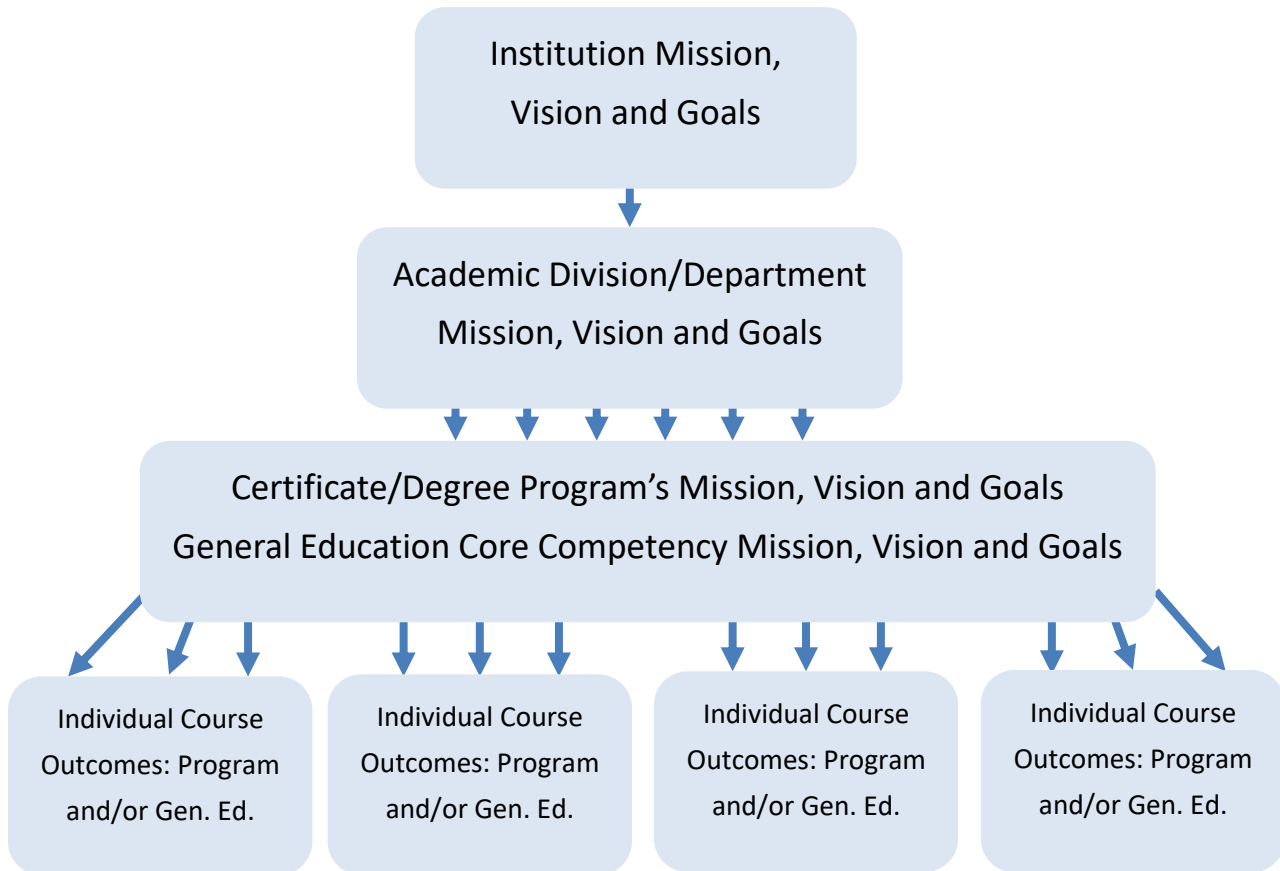 Institution Mission,
Vision and Goals
Academic Division/Department
Mission, Vision and Goals
Certificate/Degree Program’s Mission, Vision and Goals
General Education Core Competency Mission, Vision and Goals
Individual Course
Outcomes: Program
and/or Gen. Ed.
Individual Course
Outcomes: Program
and/or Gen. Ed.
Individual Course
Outcomes: Program
and/or Gen. Ed.
Individual Course
Outcomes: Program
and/or Gen. Ed.